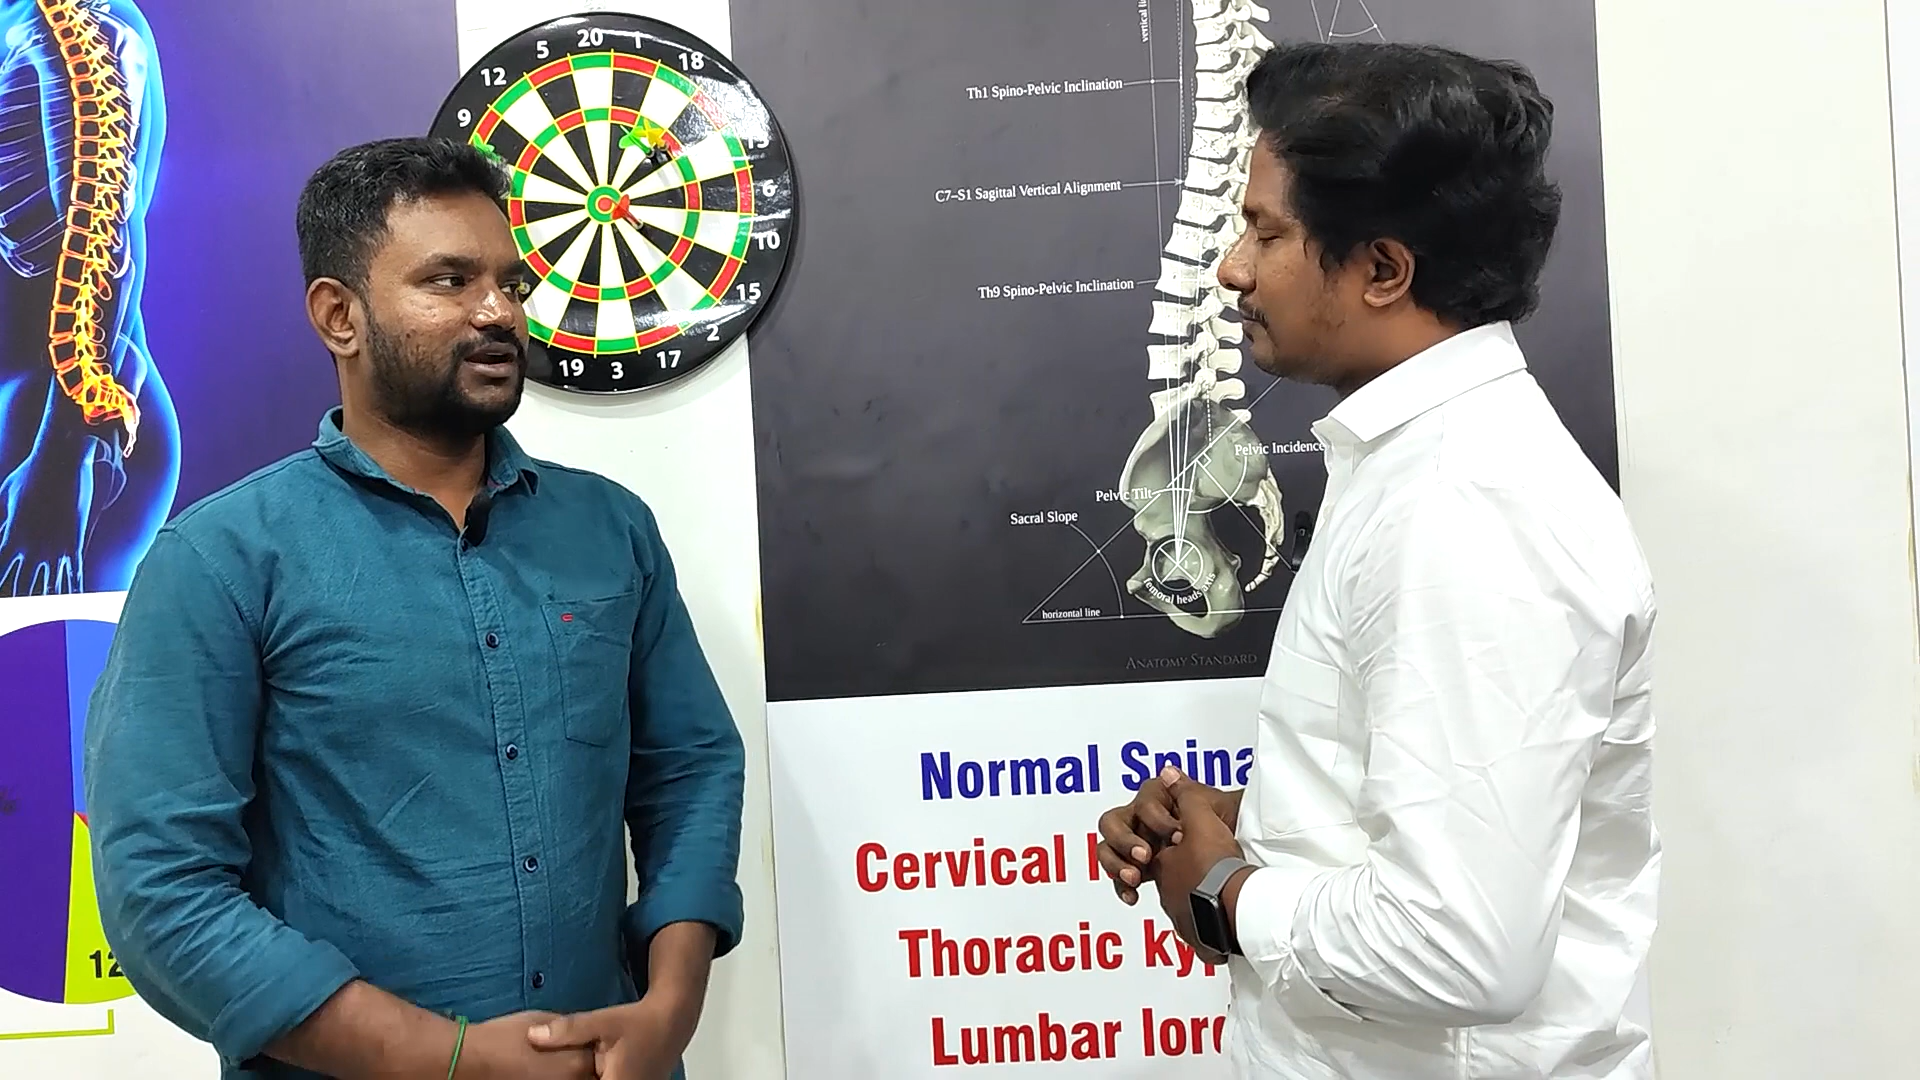 5 20 1 18
12
9
13
6
10
15
2
17
3
19
Th1 Spino-Pelvic Inclination
C7–S1 Sagittal Vertical Alignment
Th9 Spino-Pelvic Inclination
Pelvic Incidence
Pelvic Tilt
Sacral Slope
femoral heads axis
horizontal line
ANATOMY STANDARD
Normal Spina
Cervical
Thoracic kyp
Lumbar lord
12